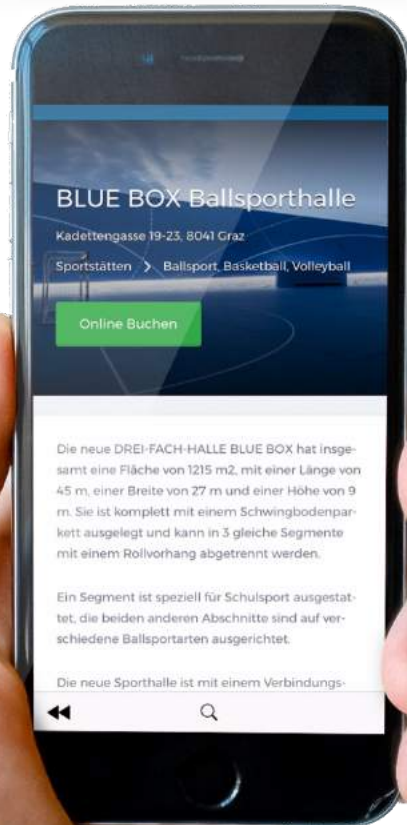 BLUE BOX Ballsporthalle
Kadettengasse 19-23, 8041 Graz
Sportstätten > Ballsport, Basketball, Volleyball
Online Buchen
Die neue DREI-FACH-HALLE BLUE BOX hat insge-
samt eine Fläche von 1215 m2, mit einer Länge von
45 m, einer Breite von 27 m und einer Höhe von 9
m. Sie ist komplett mit einem Schwingbodenpar-
kett ausgelegt und kann in 3 gleiche Segmente
mit einem Rollvorhang abgetrennt werden.
Ein Segment ist speziell für Schulsport ausgestat-
tet, die beiden anderen Abschnitte sind auf ver-
schiedene Ballsportarten ausgerichtet.
Die neue Sporthalle ist mit einem Verbindungs-